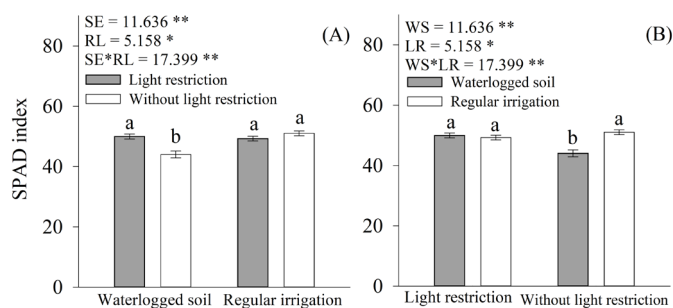 SE = 11.636 **
RL = 5.158 *
SE*RL = 17.399 **
Light restriction
Without light restriction
(A)
80
60
40
20
0
SPAD index
a
b
a
a
Waterlogged soil
Regular irrigation
WS = 11.636 **
LR = 5.158 *
WS*LR = 17.399 **
Waterlogged soil
Regular irrigation
(B)
80
60
40
20
0
a
a
b
a
Light restriction
Without light restriction